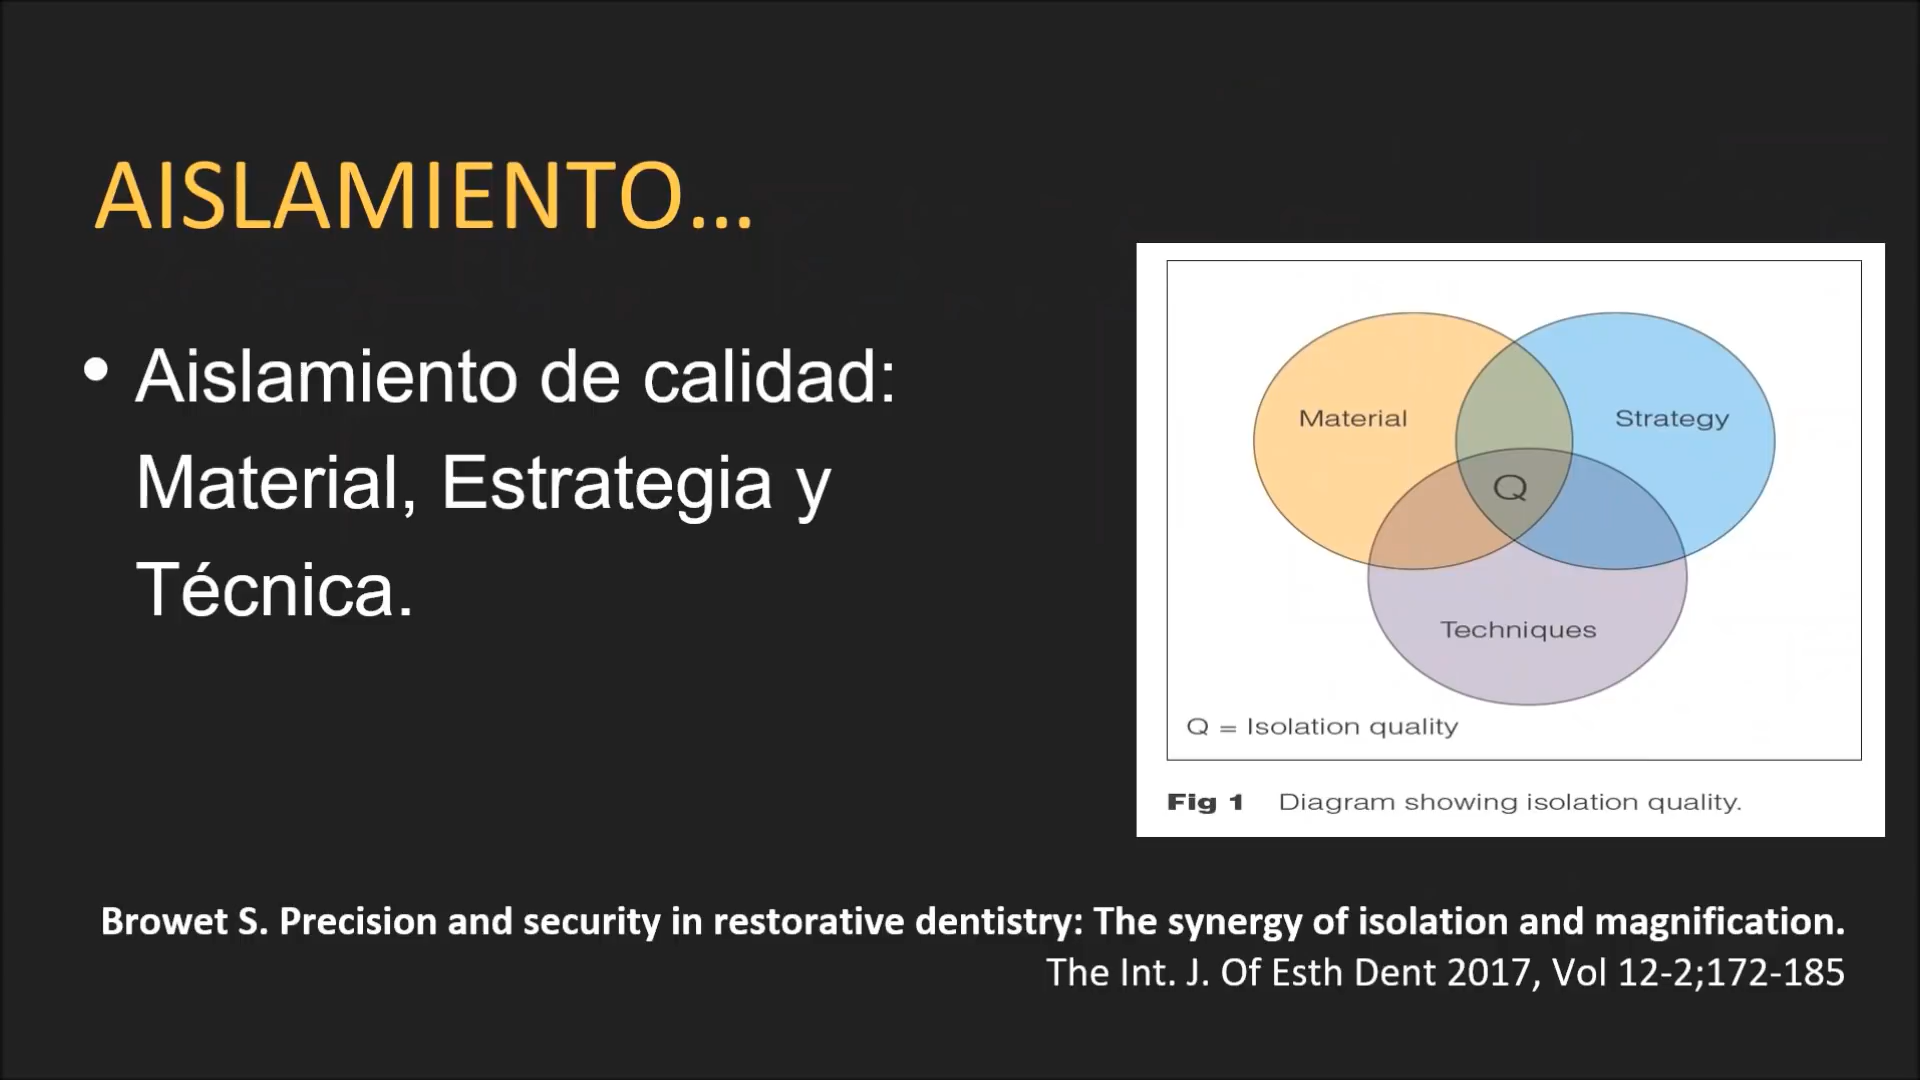 AISLAMIENTO...
• Aislamiento de calidad:
Material, Estrategia y
Técnica.
Material
Strategy
Q
Techniques
Q = Isolation quality
Fig 1 Diagram showing isolation quality.
Browet S. Precision and security in restorative dentistry: The synergy of isolation and magnification.
The Int. J. Of Esth Dent 2017, Vol 12-2;172-185